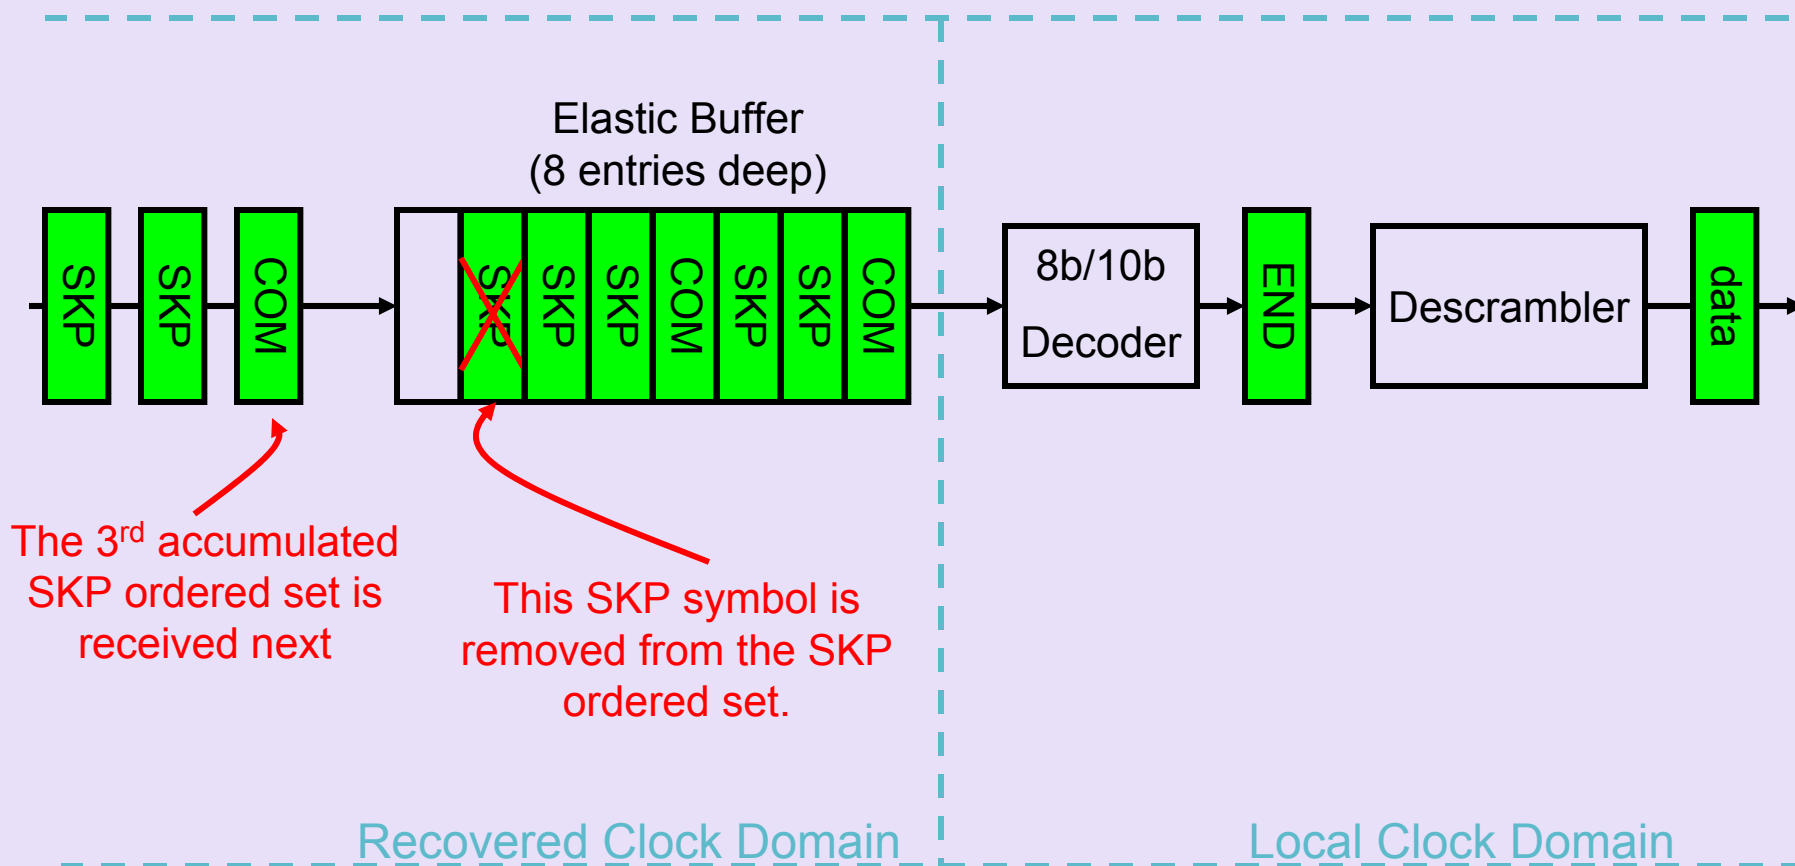 Elastic Buffer
(8 entries deep)
SKP
SKP
COM
SKP
SKP
SKP
COM
SKP
SKP
COM
8b/10b
Decoder
END
Descrambler
data
The 3rd accumulated
SKP ordered set is
received next
This SKP symbol is
removed from the SKP
ordered set.
Recovered Clock Domain
Local Clock Domain